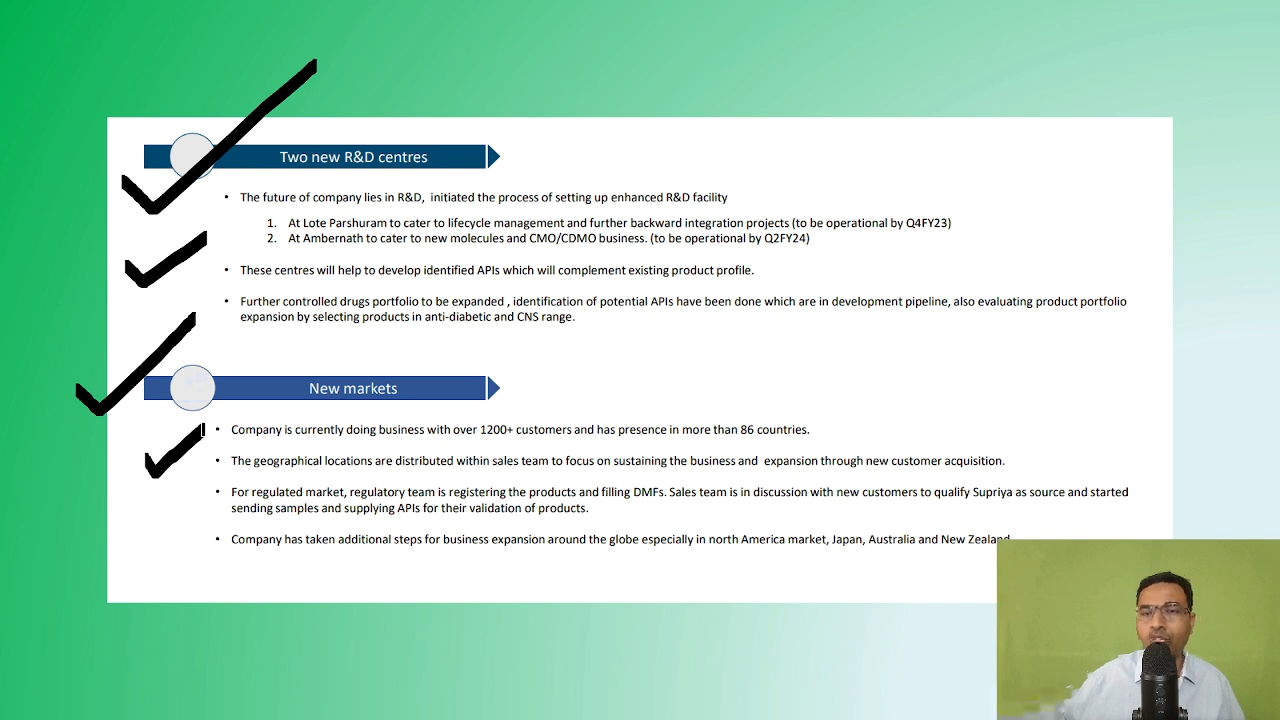 Two new R&D centres
• The future of company lies in R&D, initiated the process of setting up enhanced R&D facility
1. At Lote Parshuram to cater to lifecycle management and further backward integration projects (to be operational by Q4FY23)
2. At Ambernath to cater to new molecules and CMO/CDMO business. (to be operational by Q2FY24)
• These centres will help to develop identified APIs which will complement existing product profile.
• Further controlled drugs portfolio to be expanded , identification of potential APIs have been done which are in development pipeline, also evaluating product portfolio
expansion by selecting products in anti-diabetic and CNS range.
New markets
• Company is currently doing business with over 1200+ customers and has presence in more than 86 countries.
• The geographical locations are distributed within sales team to focus on sustaining the business and expansion through new customer acquisition.
• For regulated market, regulatory team is registering the products and filling DMFs. Sales team is in discussion with new customers to qualify Supriya as source and started
sending samples and supplying APIs for their validation of products.
• Company has taken additional steps for business expansion around the globe especially in north America market, Japan, Australia and New Zealand